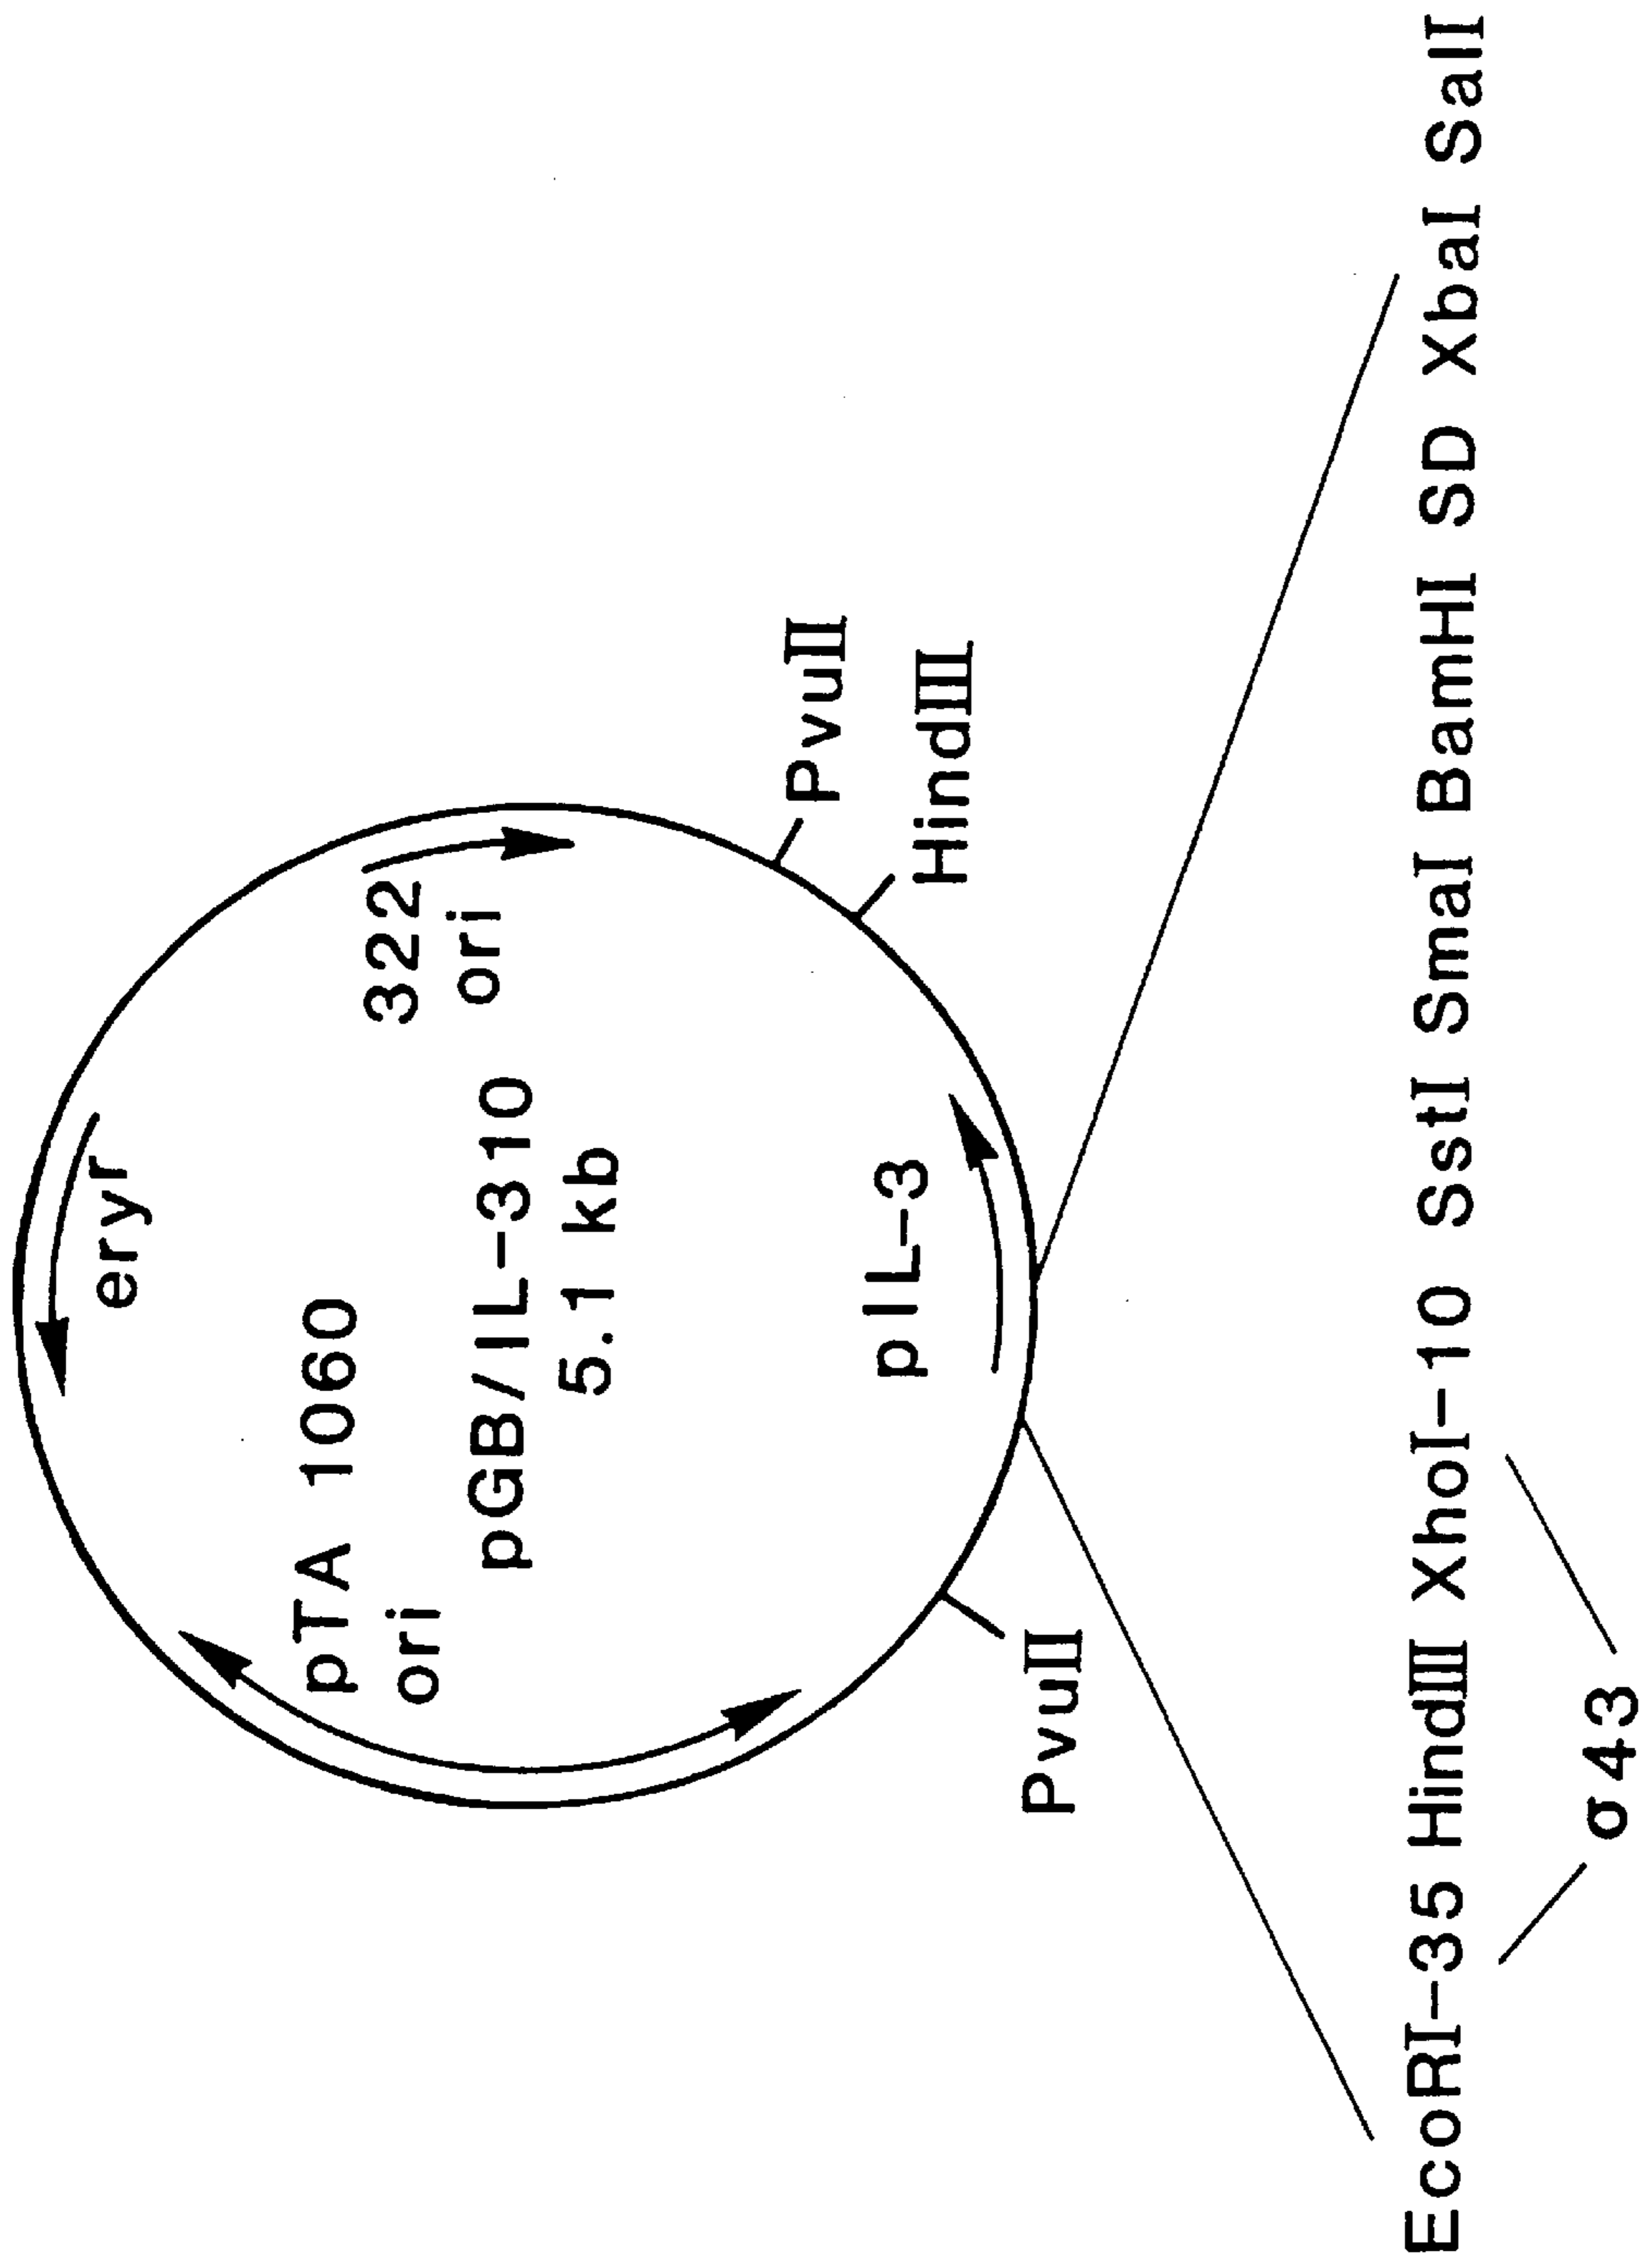 eryr
pTA 1060
ori
322
ori
pGB/IL-310
5.1 kb
pIL-3
PvuII
HindIII
PvuII
EcoRI-35 HindIII XhoI-10 SstI SmaI BamHI SD XbaI SalI
σ 43